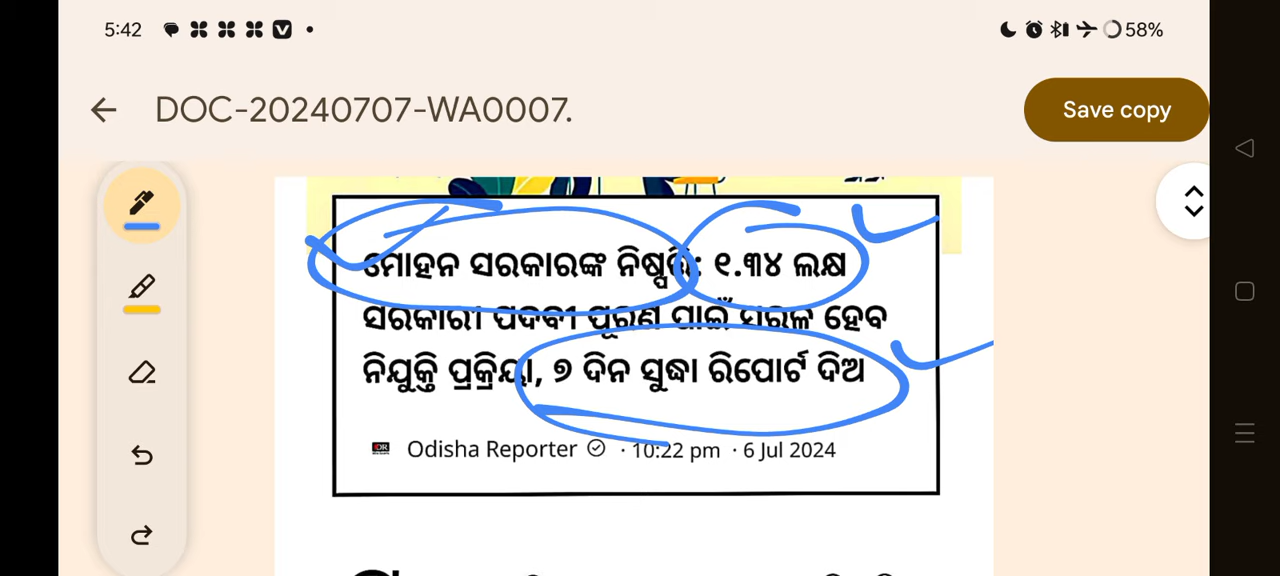 5:42
58%
DOC-20240707-WA0007.
Save copy
ମୋହନ ସରକାରଙ୍କ ନିଷ୍ପତ୍ତି: ୧.୩୪ ଲକ୍ଷ
ସରକାରୀ ପଦବୀ ପୂରଣ ପାଇଁ ସରଳ ହେବ
ନିଯୁକ୍ତି ପ୍ରକ୍ରିୟା, ୭ ଦିନ ସୁଦ୍ଧା ରିପୋର୍ଟ ଦିଅ
Odisha Reporter · 10:22 pm · 6 Jul 2024